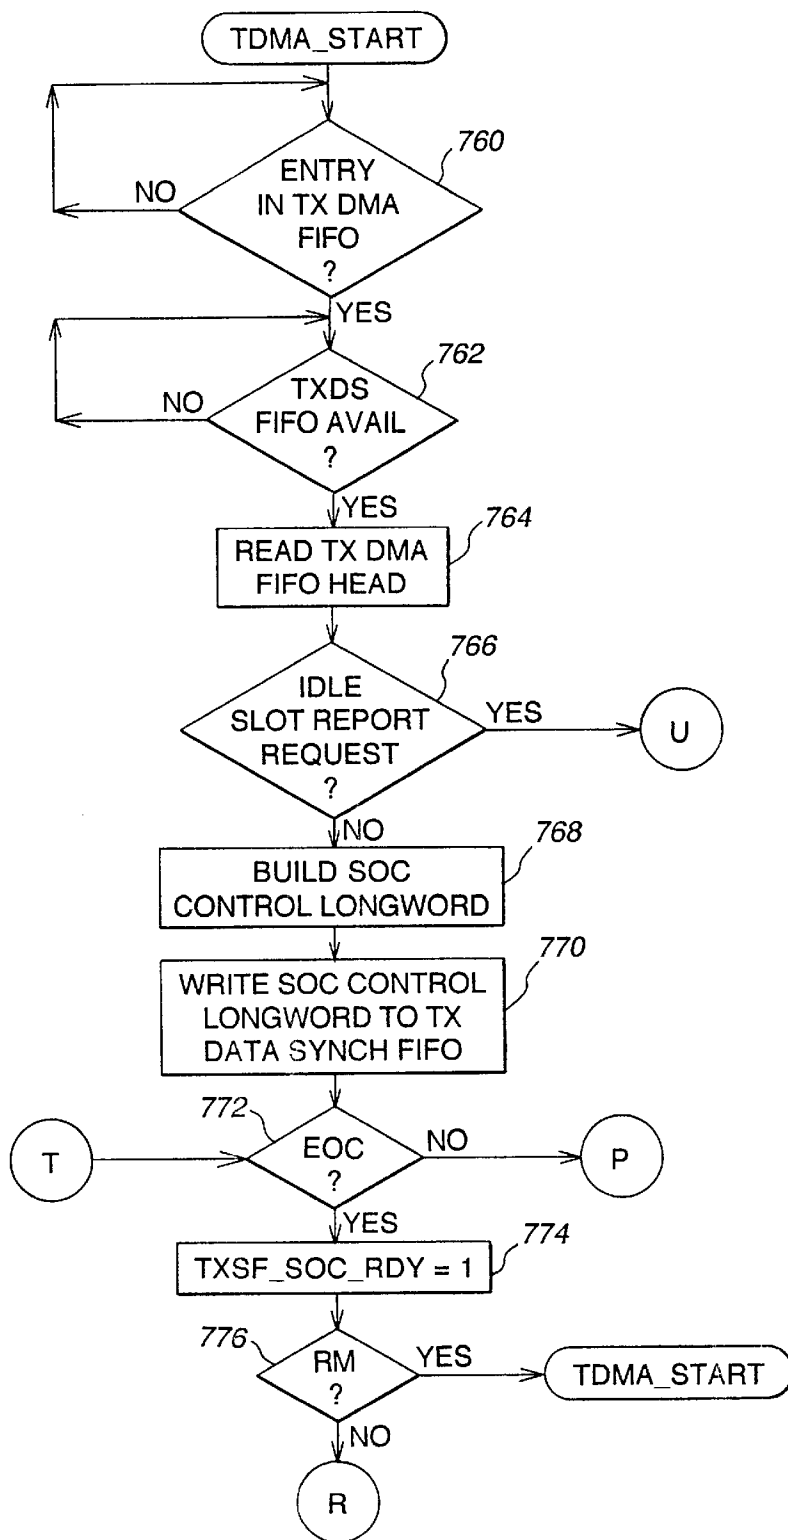 TDMA_START
760
ENTRY
IN TX DMA
FIFO
?
NO
YES
762
TXDS
FIFO AVAIL
?
NO
YES
764
READ TX DMA
FIFO HEAD
766
IDLE
SLOT REPORT
REQUEST
?
YES
U
NO
768
BUILD SOC
CONTROL LONGWORD
770
WRITE SOC CONTROL
LONGWORD TO TX
DATA SYNCH FIFO
772
T
EOC
?
NO
P
YES
774
TXSF_SOC_RDY = 1
776
RM
?
YES
TDMA_START
NO
R